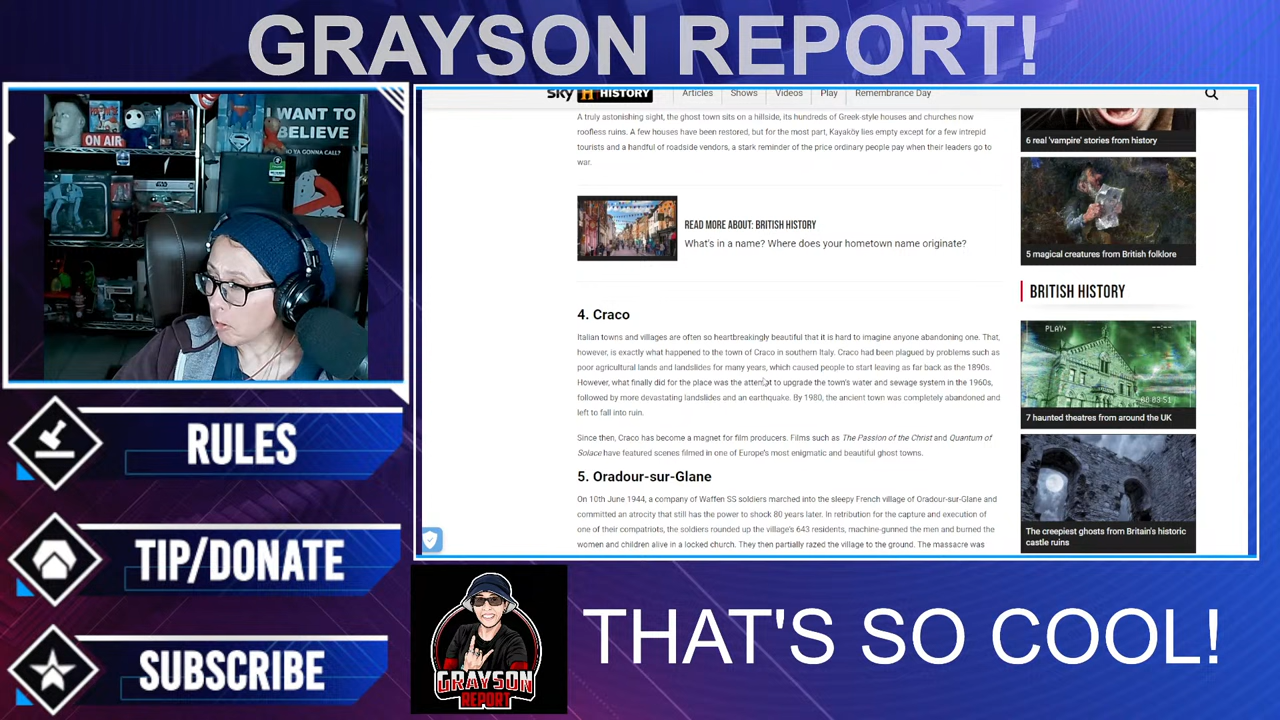 GRAYSON REPORT!
ON AIR
I WANT TO
BELIEVE
YA GONNA CALL?
RULES
TIP/DONATE
SUBSCRIBE
sky HISTORY
Articles
Shows
Videos
Play
Remembrance Day
A truly astonishing sight, the ghost town sits on a hillside, its hundreds of Greek-style houses and churches now
roofless ruins. A few houses have been restored, but for the most part, Kayaköy lies empty except for a few intrepid
tourists and a handful of roadside vendors, a stark reminder of the price ordinary people pay when their leaders go to
war.
READ MORE ABOUT: BRITISH HISTORY
What's in a name? Where does your hometown name originate?
4. Craco
Italian towns and villages are often so heartbreakingly beautiful that it is hard to imagine anyone abandoning one. That,
however, is exactly what happened to the town of Craco in southern Italy. Craco had been plagued by problems such as
poor agricultural lands and landslides for many years, which caused people to start leaving as far back as the 1890s.
However, what finally did for the place was the attempt to upgrade the town's water and sewage system in the 1960s,
followed by more devastating landslides and an earthquake. By 1980, the ancient town was completely abandoned and
left to fall into ruin.
Since then, Craco has become a magnet for film producers. Films such as The Passion of the Christ and Quantum of
Solace have featured scenes filmed in one of Europe's most enigmatic and beautiful ghost towns.
5. Oradour-sur-Glane
On 10th June 1944, a company of Waffen SS soldiers marched into the sleepy French village of Oradour-sur-Glane and
committed an atrocity that still has the power to shock 80 years later. In retribution for the capture and execution of
one of their compatriots, the soldiers rounded up the village's 643 residents, machine-gunned the men and burned the
women and children alive in a locked church. They then partially razed the village to the ground. The massacre was
6 real 'vampire' stories from history
5 magical creatures from British folklore
BRITISH HISTORY
PLAY
--:--
00:03:51
7 haunted theatres from around the UK
The creepiest ghosts from Britain's historic
castle ruins
GRAYSON
REPORT
THAT'S SO COOL!